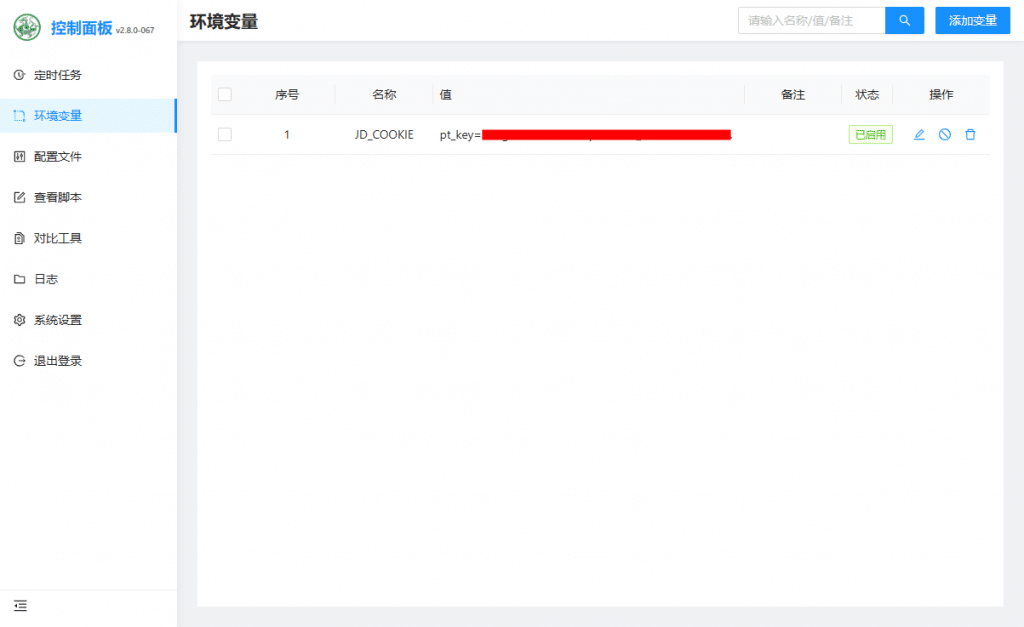 控制面板 v2.8.0-067
定时任务
环境变量
配置文件
查看脚本
对比工具
日志
系统设置
退出登录
环境变量
请输入名称/值/备注
添加变量
序号 名称 值 备注 状态 操作
1 JD_COOKIE pt_key= 已启用